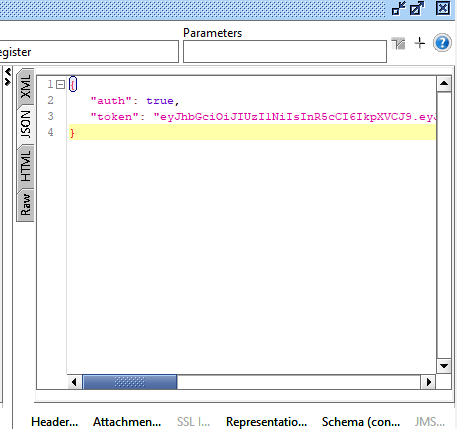 Parameters
egister
XML
JSON
HTML
Raw
1 {
2 "auth": true,
3 "token": "eyJhbGciOiJIUzI1NiIsInR5cCI6IkpXVCJ9.eyJ
4 }
Header... Attachmen... SSL I... Representatio... Schema (con... JMS...